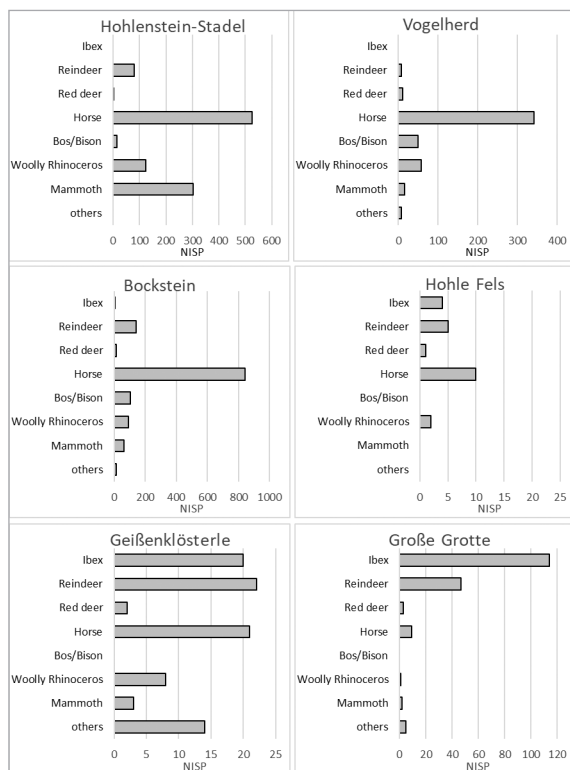 Hohlenstein-Stadel
Ibex
Reindeer
Red deer
Horse
Bos/Bison
Woolly Rhinoceros
Mammoth
others
0 100 200 300 400 500 600
NISP
Vogelherd
Ibex
Reindeer
Red deer
Horse
Bos/Bison
Woolly Rhinoceros
Mammoth
others
0 100 200 300 400
NISP
Bockstein
Ibex
Reindeer
Red deer
Horse
Bos/Bison
Woolly Rhinoceros
Mammoth
others
0 200 400 600 800 1000
NISP
Hohle Fels
Ibex
Reindeer
Red deer
Horse
Bos/Bison
Woolly Rhinoceros
Mammoth
others
0 5 10 15 20 25
NISP
Geißenklösterle
Ibex
Reindeer
Red deer
Horse
Bos/Bison
Woolly Rhinoceros
Mammoth
others
0 5 10 15 20 25
NISP
Große Grotte
Ibex
Reindeer
Red deer
Horse
Bos/Bison
Woolly Rhinoceros
Mammoth
others
0 20 40 60 80 100 120
NISP